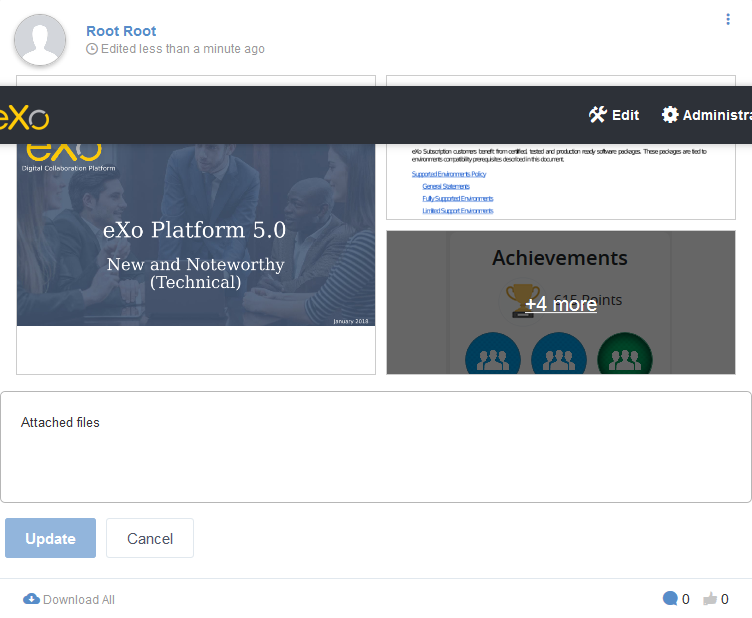 Root Root
Edited less than a minute ago
eXo
Edit
Administra
eXo
Digital Collaboration Platform
eXo Platform 5.0
New and Noteworthy
(Technical)
January 2018
eXo Subscription customers benefit from certified, tested and production ready software packages. These packages are tied to
environments compatibility prerequisites described in this document.
Supported Environments Policy
General Statements
Fully Supported Environments
Limited Support Environments
Achievements
615 Points
+4 more
Attached files
Update
Cancel
Download All
0
0